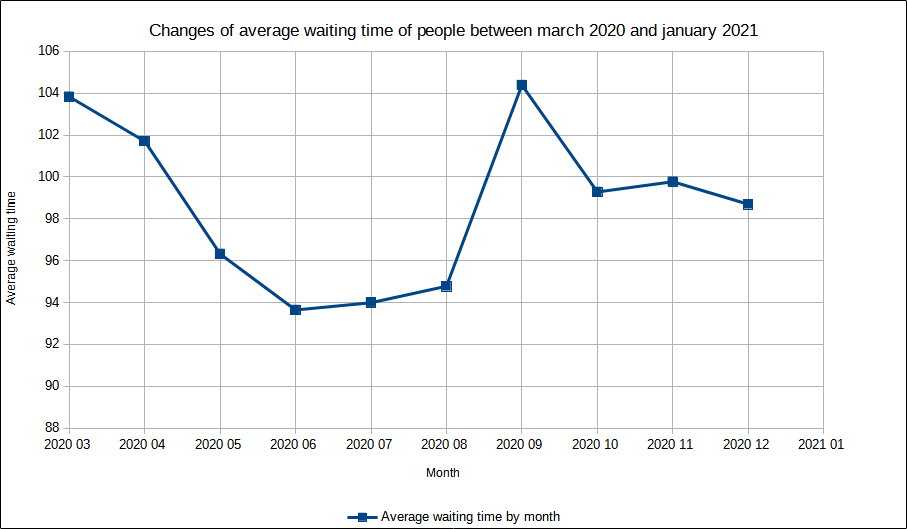 Changes of average waiting time of people between march 2020 and january 2021
106
104
102
100
98
96
94
92
90
88
Average waiting time
2020 03 2020 04 2020 05 2020 06 2020 07 2020 08 2020 09 2020 10 2020 11 2020 12 2021 01
Month
Average waiting time by month